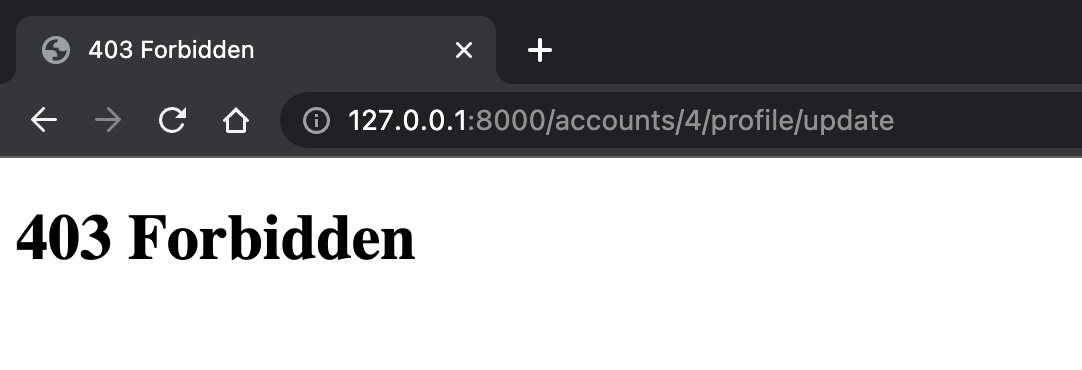 403 Forbidden
127.0.0.1:8000/accounts/4/profile/update
403 Forbidden